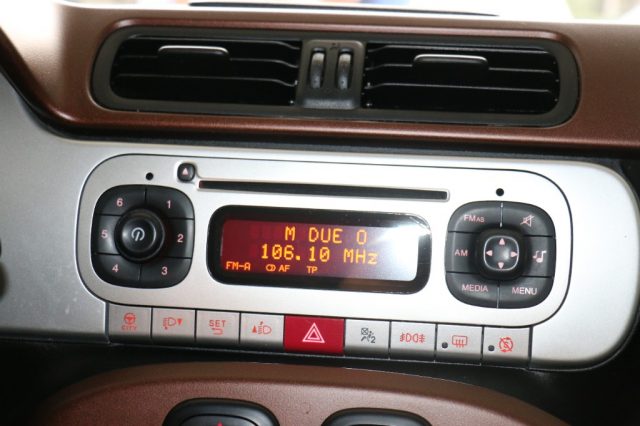 6 1
5 2
4 3
M DUE O
106.10 MHz
FM-A AF TP
FMAS
AM
MEDIA MENU
CITY SET 2